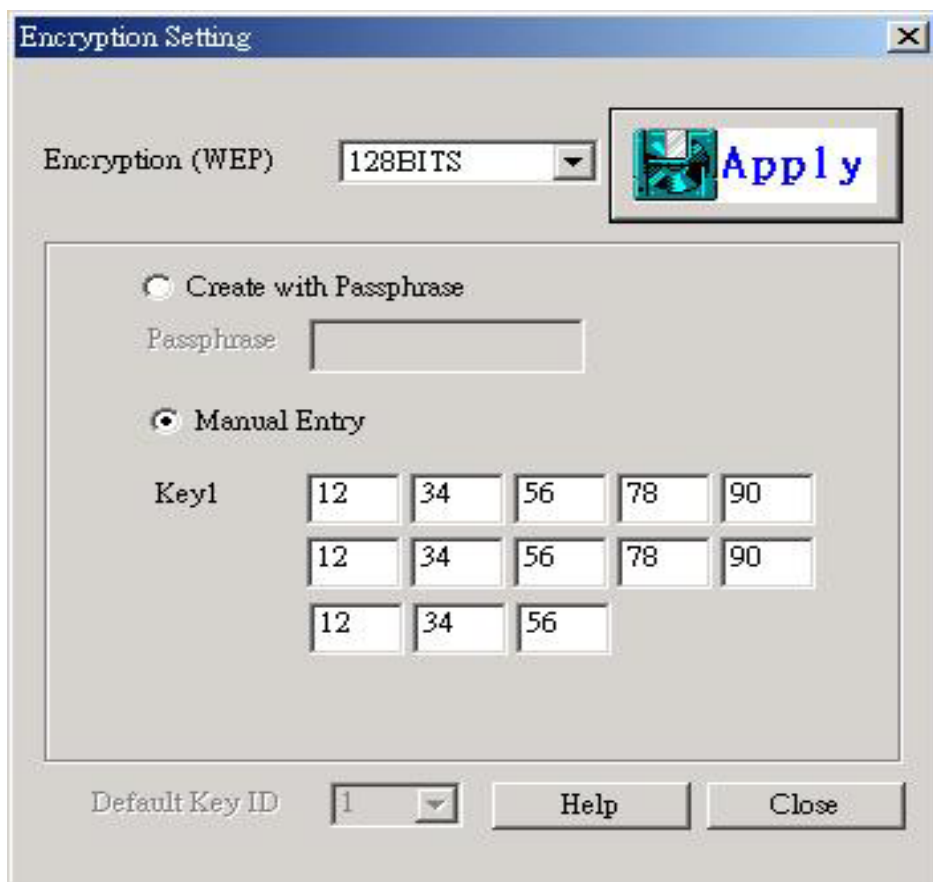 Encryption Setting
Encryption (WEP) 128BITS Apply
Create with Passphrase
Passphrase
Manual Entry
Key1 12 34 56 78 90
12 34 56 78 90
12 34 56
Default Key ID 1 Help Close